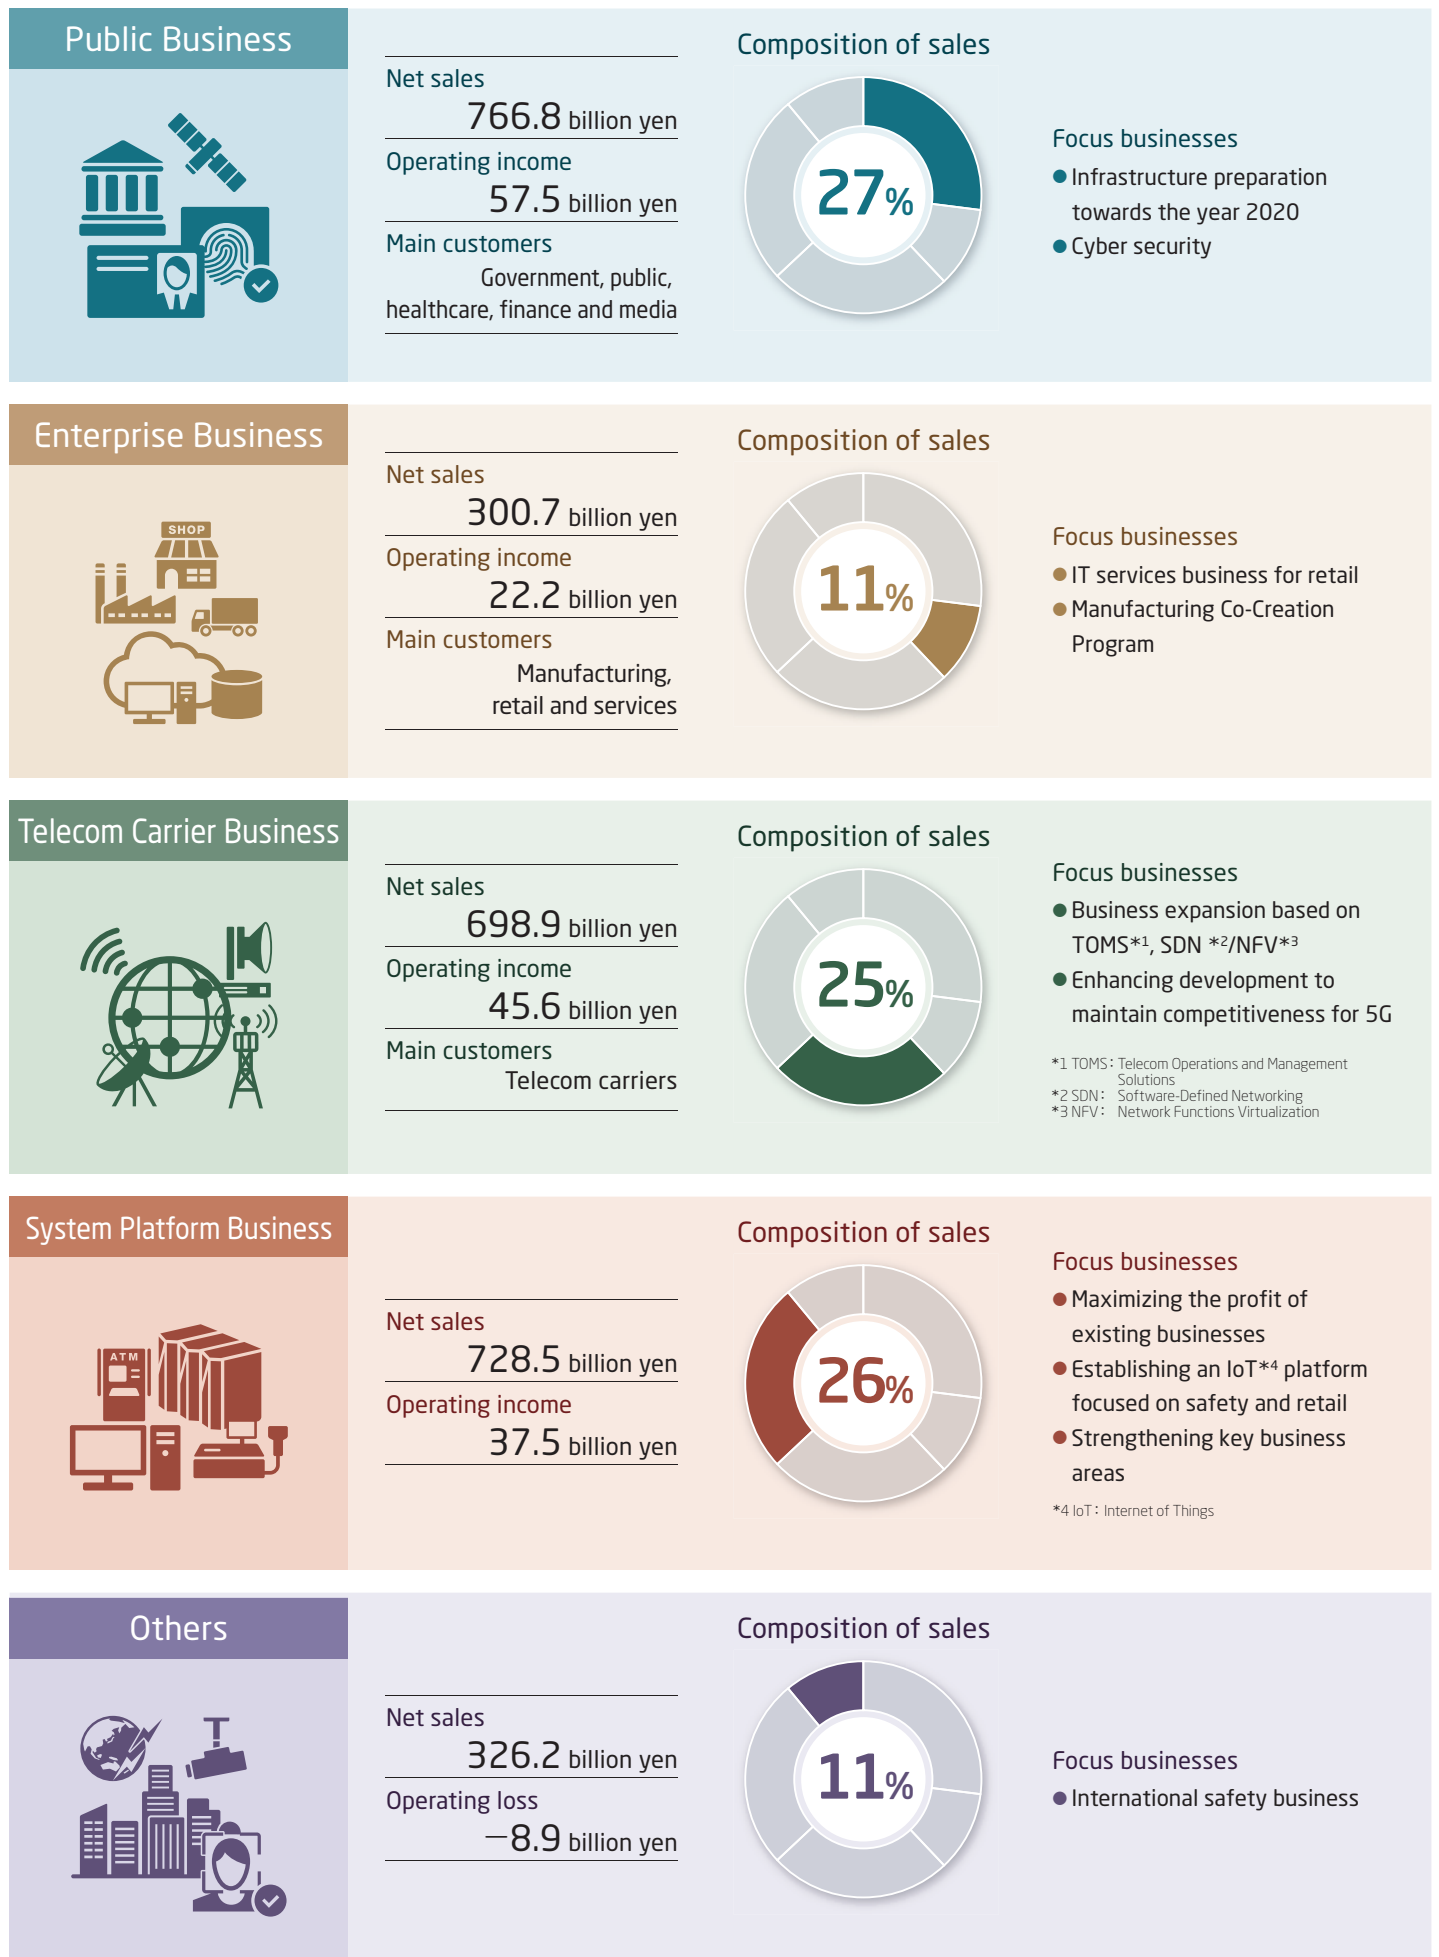 Public Business
Net sales
766.8 billion yen
Operating income
57.5 billion yen
Main customers
Government, public,
healthcare, finance and media
Composition of sales
27%
Focus businesses
● Infrastructure preparation
towards the year 2020
● Cyber security
Enterprise Business
SHOP
Net sales
300.7 billion yen
Operating income
22.2 billion yen
Main customers
Manufacturing,
retail and services
Composition of sales
11%
Focus businesses
● IT services business for retail
● Manufacturing Co-Creation
Program
Telecom Carrier Business
Net sales
698.9 billion yen
Operating income
45.6 billion yen
Main customers
Telecom carriers
Composition of sales
25%
Focus businesses
● Business expansion based on
TOMS*1, SDN *2/NFV*3
● Enhancing development to
maintain competitiveness for 5G
*1 TOMS: Telecom Operations and Management
Solutions
*2 SDN: Software-Defined Networking
*3 NFV: Network Functions Virtualization
System Platform Business
ATM
Net sales
728.5 billion yen
Operating income
37.5 billion yen
Composition of sales
26%
Focus businesses
● Maximizing the profit of
existing businesses
● Establishing an IoT*4 platform
focused on safety and retail
● Strengthening key business
areas
*4 IoT: Internet of Things
Others
Net sales
326.2 billion yen
Operating loss
−8.9 billion yen
Composition of sales
11%
Focus businesses
● International safety business